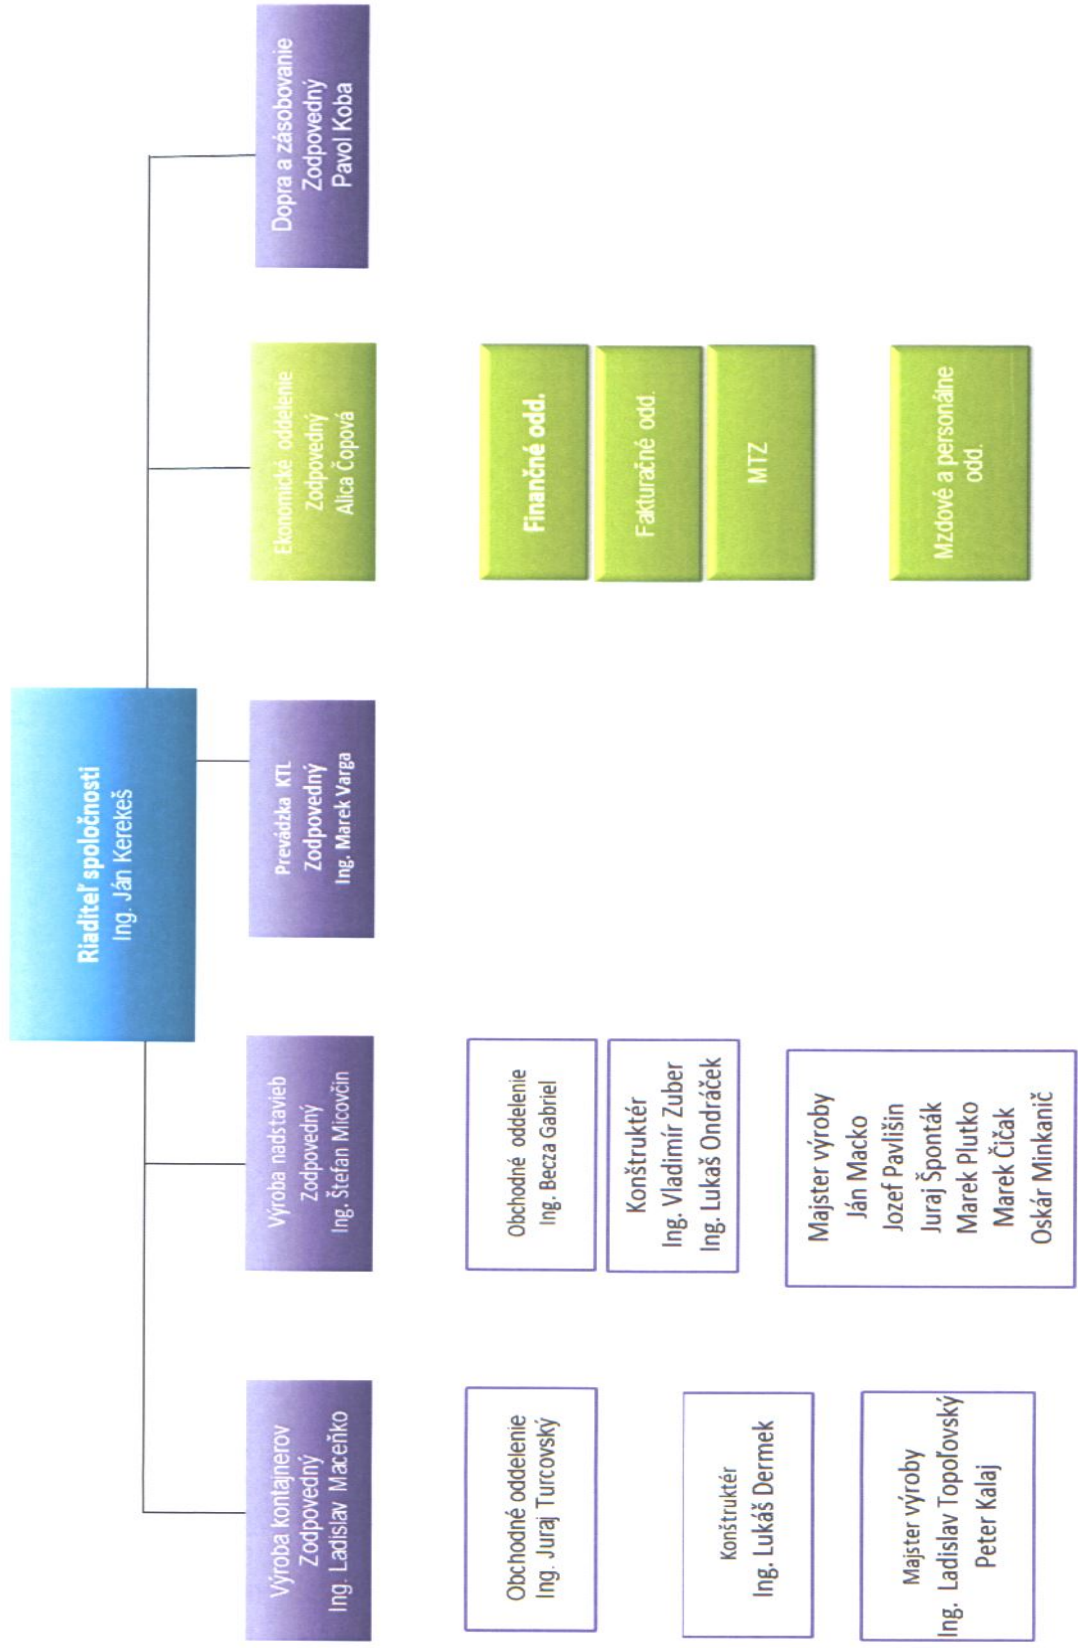 Riaditeľ spoločnosti
Ing. Ján Kerekeš
Výroba kontajnerov
Zodpovedný
Ing. Ladislav Maceňko
Výroba nadstavieb
Zodpovedný
Ing. Štefan Micovčin
Prevádzka KTL
Zodpovedný
Ing. Marek Varga
Ekonomické oddelenie
Zodpovedný
Alica Čopová
Dopra a zásobovanie
Zodpovedný
Pavol Koba
Obchodné oddelenie
Ing. Juraj Turcovský
Konštruktér
Ing. Lukáš Dermek
Majster výroby
Ing. Ladislav Topoľovský
Peter Kalaj
Obchodné oddelenie
Ing. Becza Gabriel
Konštruktér
Ing. Vladimír Zuber
Ing. Lukaš Ondráček
Majster výroby
Ján Macko
Jozef Pavlišin
Juraj Šponták
Marek Plutko
Marek Čičak
Oskár Minkanič
Finančné odd.
Fakturačné odd.
MTZ
Mzdové a personálne
odd.